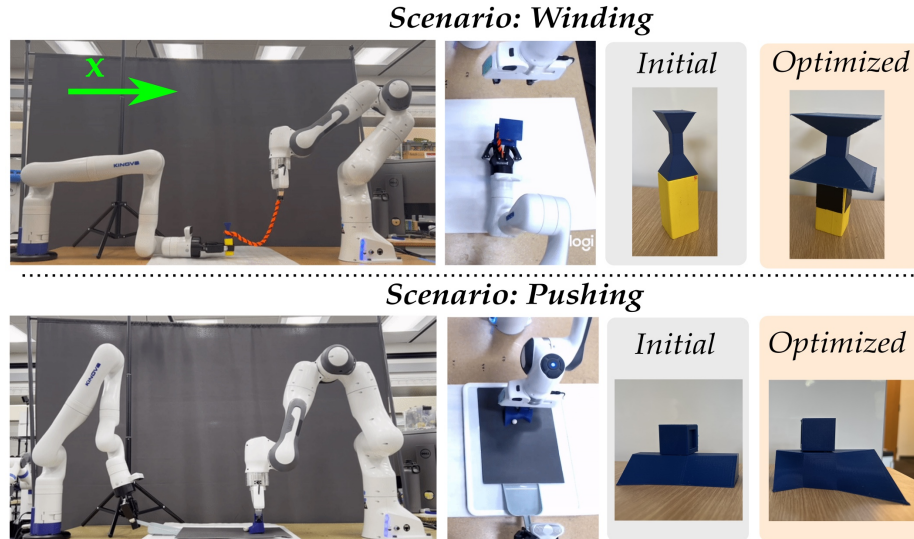 Scenario: Winding
X
KINOVA
logi
Initial
Optimized
Scenario: Pushing
KINOVA
Initial
Optimized